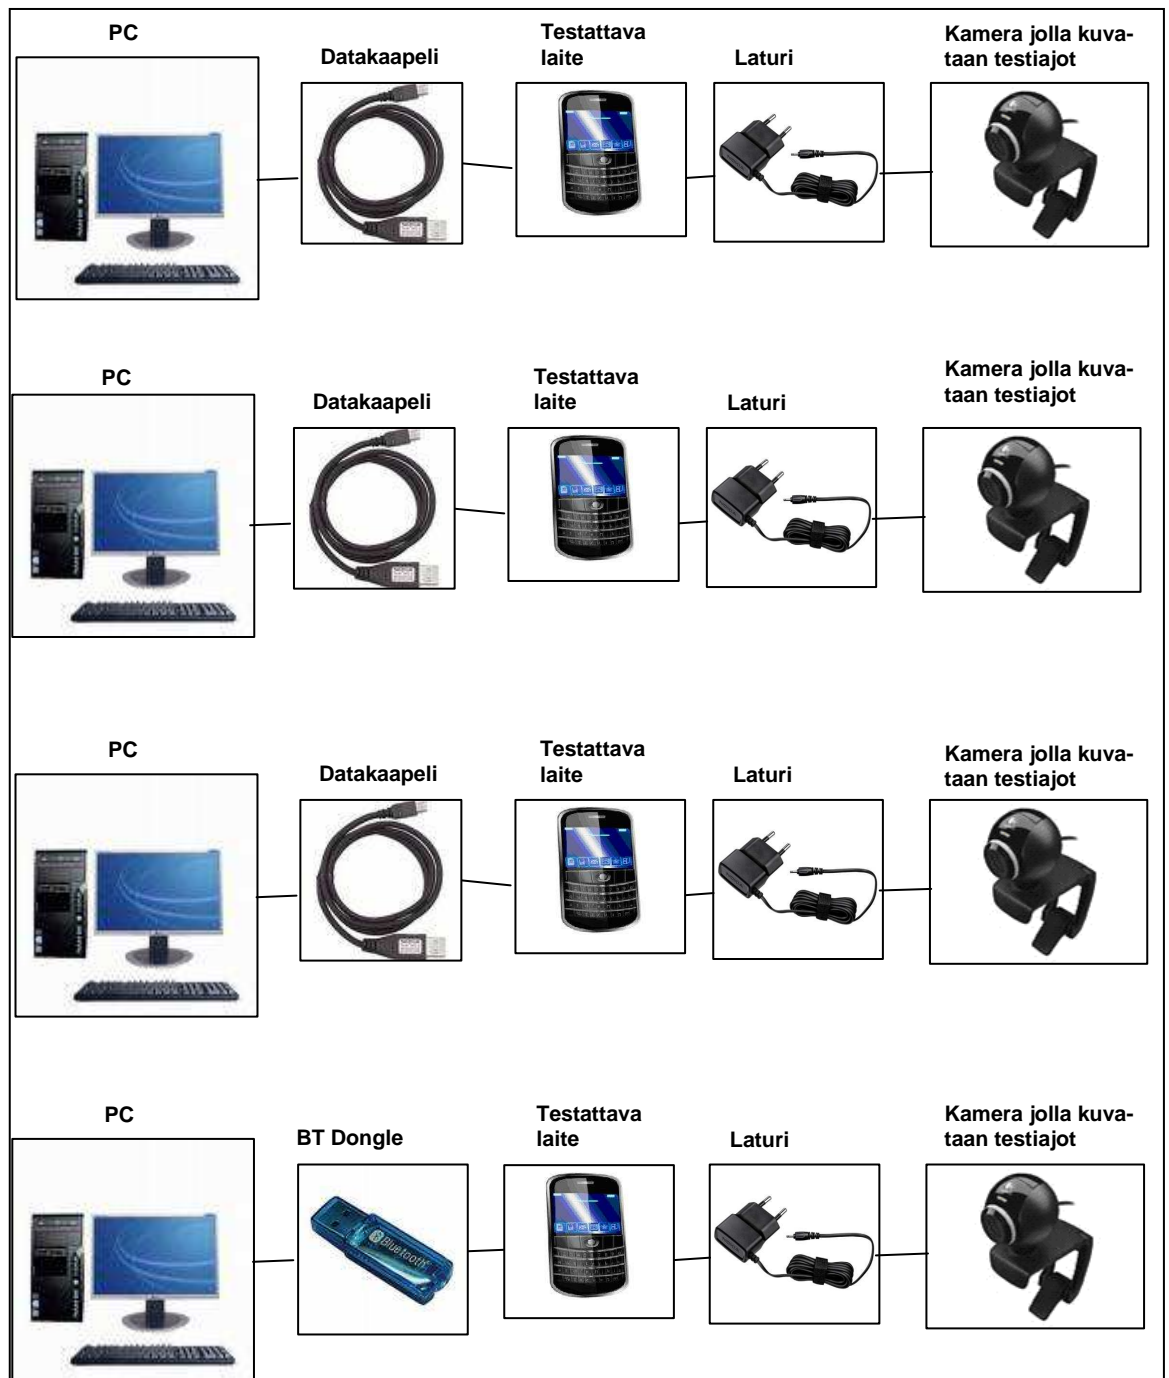 PC
Datakaapeli
Testattava
laite
Laturi
Kamera jolla kuva-
taan testiajot
PC
Datakaapeli
Testattava
laite
Laturi
Kamera jolla kuva-
taan testiajot
PC
Datakaapeli
Testattava
laite
Laturi
Kamera jolla kuva-
taan testiajot
PC
BT Dongle
Testattava
laite
Laturi
Kamera jolla kuva-
taan testiajot
Bluetooth